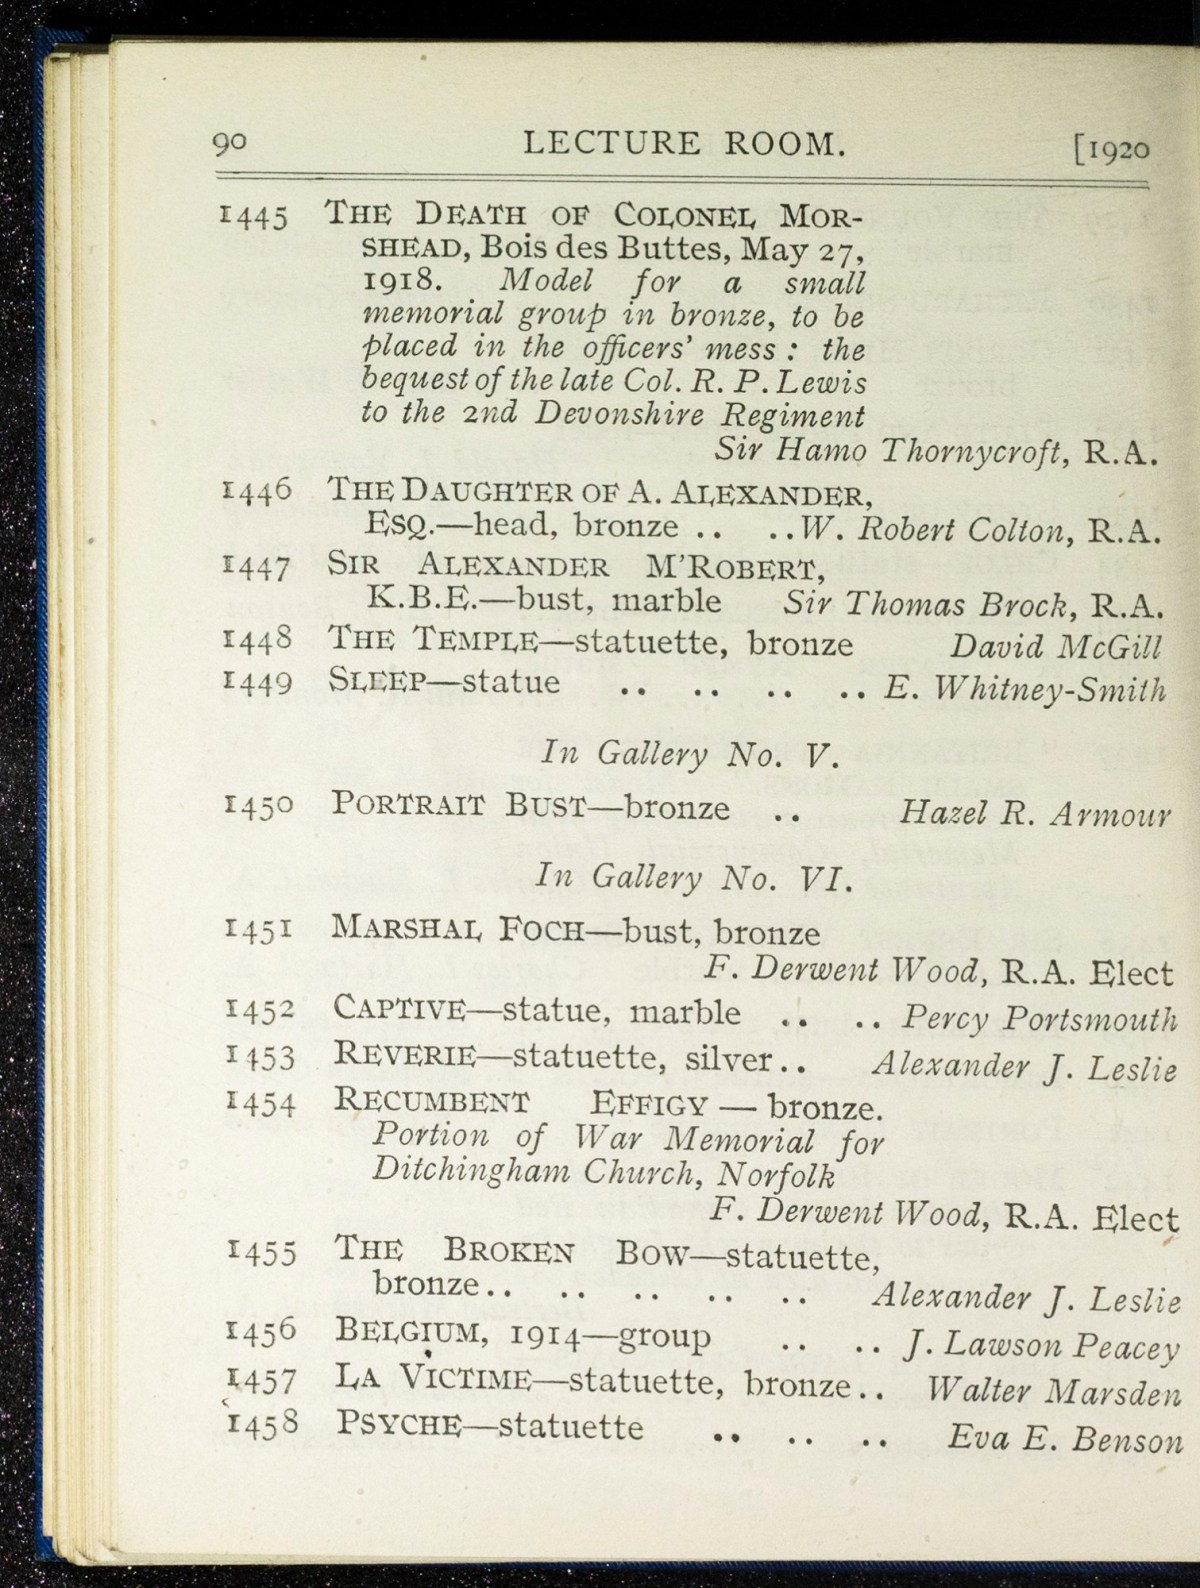 90 LECTURE ROOM. [1920
1445 THE DEATH OF COLONEL MOR-
SHEAD, Bois des Buttes, May 27,
1918. Model for a small
memorial group in bronze, to be
placed in the officers' mess : the
bequest of the late Col. R. P. Lewis
to the 2nd Devonshire Regiment
Sir Hamo Thornycroft, R.A.
1446 THE DAUGHTER OF A. ALEXANDER,
ESQ.—head, bronze .. ..W. Robert Colton, R.A.
1447 SIR ALEXANDER M'ROBERT,
K.B.E.—bust, marble Sir Thomas Brock, R.A.
1448 THE TEMPLE—statuette, bronze David McGill
1449 SLEEP—statue .. .. .. .. E. Whitney-Smith
In Gallery No. V.
1450 PORTRAIT BUST—bronze .. Hazel R. Armour
In Gallery No. VI.
1451 MARSHAL FOCH—bust, bronze
F. Derwent Wood, R.A. Elect
1452 CAPTIVE—statue, marble .. .. Percy Portsmouth
1453 REVERIE—statuette, silver.. Alexander J. Leslie
1454 RECUMBENT EFFIGY — bronze.
Portion of War Memorial for
Ditchingham Church, Norfolk
F. Derwent Wood, R.A. Elect
1455 THE BROKEN BOW—statuette,
bronze.. .. .. .. .. Alexander J. Leslie
1456 BELGIUM, 1914—group .. .. J. Lawson Peacey
1457 LA VICTIME—statuette, bronze.. Walter Marsden
1458 PSYCHE—statuette .. .. .. Eva E. Benson